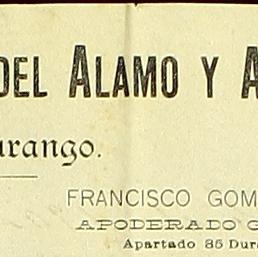 DEL ALAMO Y A
urango.
FRANCISCO GOM
APODERADO G
Apartado 85 Dur